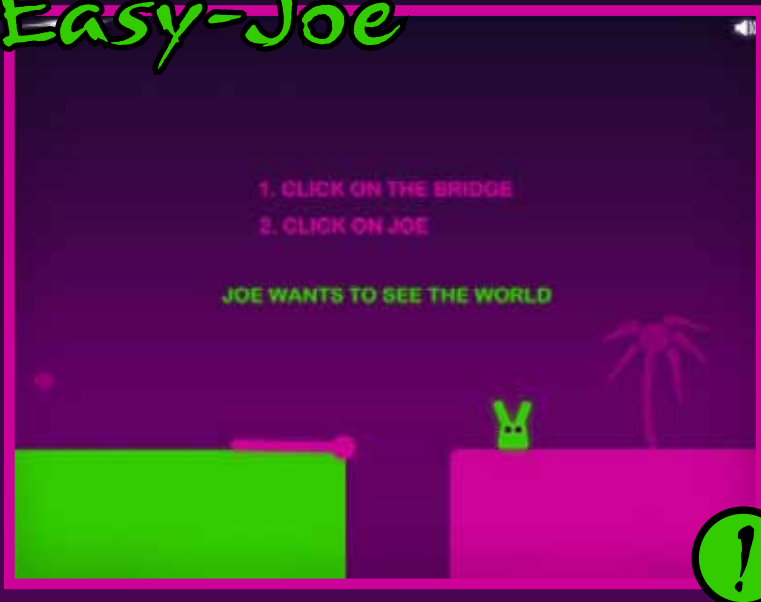 Easy-Joe
1. CLICK ON THE BRIDGE
2. CLICK ON JOE
JOE WANTS TO SEE THE WORLD
!